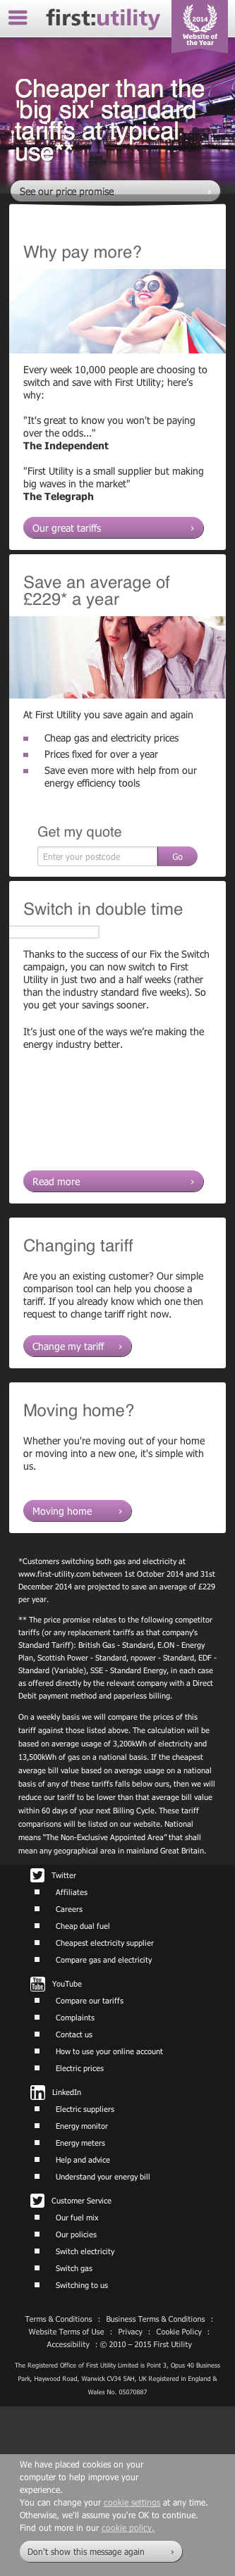 first:utility
2014
Website of
the Year
Cheaper than the
'big six' standard
tariffs at typical
use**
See our price promise
Why pay more?
Every week 10,000 people are choosing to
switch and save with First Utility; here's
why:
"It's great to know you won't be paying
over the odds..."
The Independent
"First Utility is a small supplier but making
big waves in the market"
The Telegraph
Our great tariffs
Save an average of
£229* a year
At First Utility you save again and again
Cheap gas and electricity prices
Prices fixed for over a year
Save even more with help from our
energy efficiency tools
Get my quote
Enter your postcode
Go
Switch in double time
Thanks to the success of our Fix the Switch
campaign, you can now switch to First
Utility in just two and a half weeks (rather
than the industry standard five weeks). So
you get your savings sooner.
It's just one of the ways we're making the
energy industry better.
Read more
Changing tariff
Are you an existing customer? Our simple
comparison tool can help you choose a
tariff. If you already know which one then
request to change tariff right now.
Change my tariff
Moving home?
Whether you're moving out of your home
or moving into a new one, it's simple with
us.
Moving home
*Customers switching both gas and electricity at
www.first-utility.com between 1st October 2014 and 31st
December 2014 are projected to save an average of £229
per year.
** The price promise relates to the following competitor
tariffs (or any replacement tariffs as that company's
Standard Tariff): British Gas - Standard, E.ON - Energy
Plan, Scottish Power - Standard, npower - Standard, EDF -
Standard (Variable), SSE - Standard Energy, in each case
as offered directly by the relevant company with a Direct
Debit payment method and paperless billing.
On a weekly basis we will compare the prices of this
tariff against those listed above. The calculation will be
based on average usage of 3,200kWh of electricity and
13,500kWh of gas on a national basis. If the cheapest
average bill value based on average usage on a national
basis of any of these tariffs falls below ours, then we will
reduce our tariff to be lower than that average bill value
within 60 days of your next Billing Cycle. These tariff
comparisons will be listed on our website. National
means "The Non-Exclusive Appointed Area" that shall
mean any geographical area in mainland Great Britain.
Twitter
Affiliates
Careers
Cheap dual fuel
Cheapest electricity supplier
Compare gas and electricity
You Tube YouTube
Compare our tariffs
Complaints
Contact us
How to use your online account
Electric prices
in LinkedIn
Electric suppliers
Energy monitor
Energy meters
Help and advice
Understand your energy bill
Customer Service
Our fuel mix
Our policies
Switch electricity
Switch gas
Switching to us
Terms & Conditions : Business Terms & Conditions :
Website Terms of Use : Privacy : Cookie Policy :
Accessibility : © 2010 – 2015 First Utility
The Registered Office of First Utility Limited is Point 3, Opus 40 Business
Park, Haywood Road, Warwick CV34 5AH, UK Registered in England &
Wales No. 05070887
We have placed cookies on your
computer to help improve your
experience.
You can change your cookie settings at any time.
Otherwise, we'll assume you're OK to continue.
Find out more in our cookie policy.
Don't show this message again